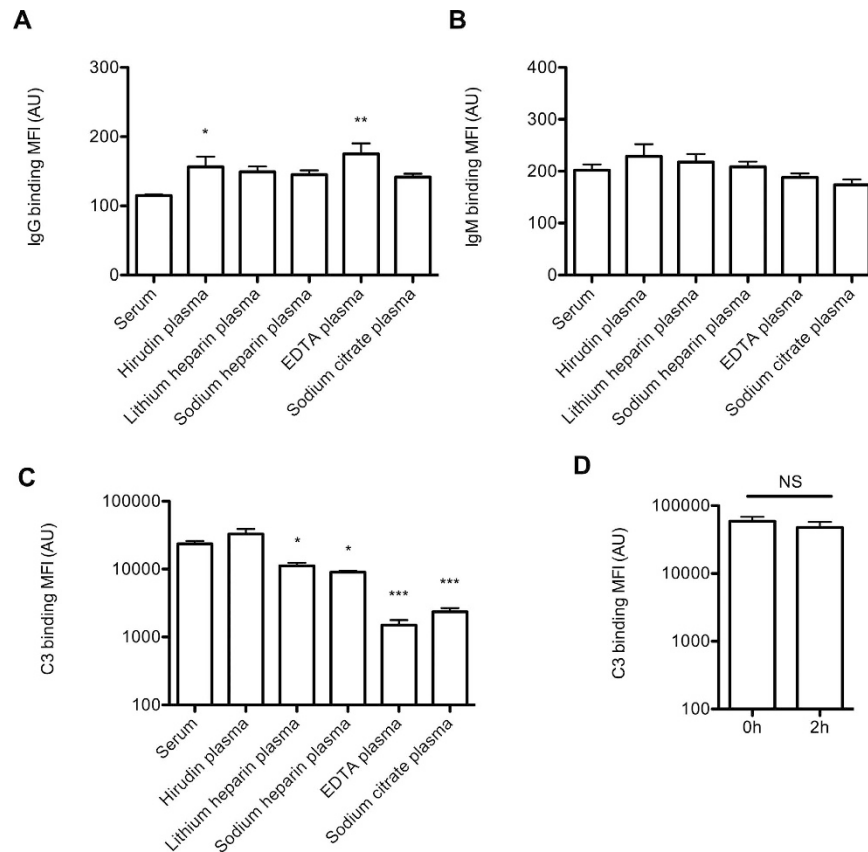 A
IgG binding MFI (AU)
300
200
100
0
*
**
Serum
Hirudin plasma
Lithium heparin plasma
Sodium heparin plasma
EDTA plasma
Sodium citrate plasma
B
IgM binding MFI (AU)
400
300
200
100
0
Serum
Hirudin plasma
Lithium heparin plasma
Sodium heparin plasma
EDTA plasma
Sodium citrate plasma
C
C3 binding MFI (AU)
100000
10000
1000
100
*
*
***
***
Serum
Hirudin plasma
Lithium heparin plasma
Sodium heparin plasma
EDTA plasma
Sodium citrate plasma
D
NS
C3 binding MFI (AU)
100000
10000
1000
100
0h
2h